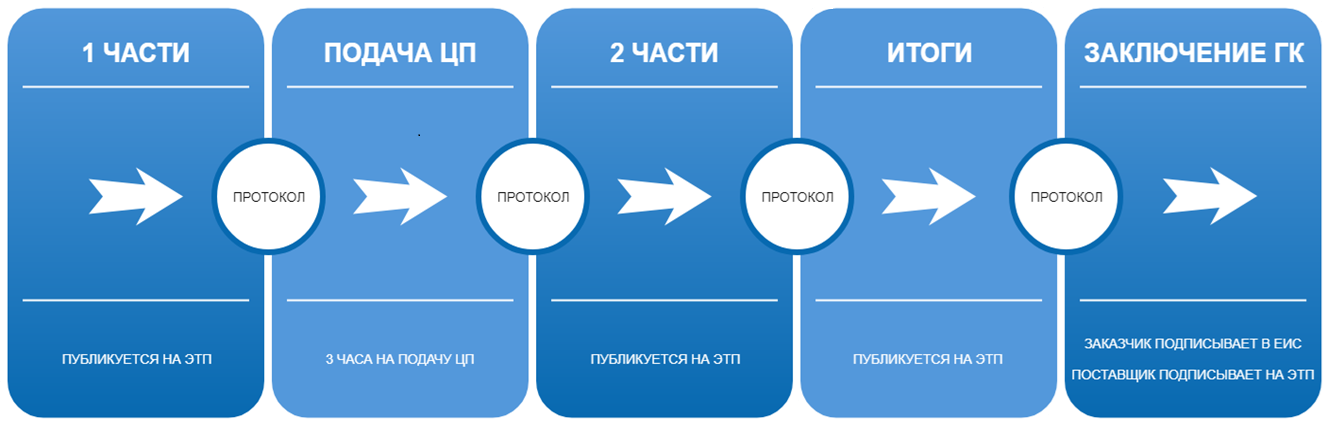 1 ЧАСТИ
ПОДАЧА ЦП
2 ЧАСТИ
ИТОГИ
ЗАКЛЮЧЕНИЕ ГК
ПРОТОКОЛ
ПРОТОКОЛ
ПРОТОКОЛ
ПРОТОКОЛ
ПУБЛИКУЕТСЯ НА ЭТП
3 ЧАСА НА ПОДАЧУ ЦП
ПУБЛИКУЕТСЯ НА ЭТП
ПУБЛИКУЕТСЯ НА ЭТП
ЗАКАЗЧИК ПОДПИСЫВАЕТ В ЕИС
ПОСТАВЩИК ПОДПИСЫВАЕТ НА ЭТП